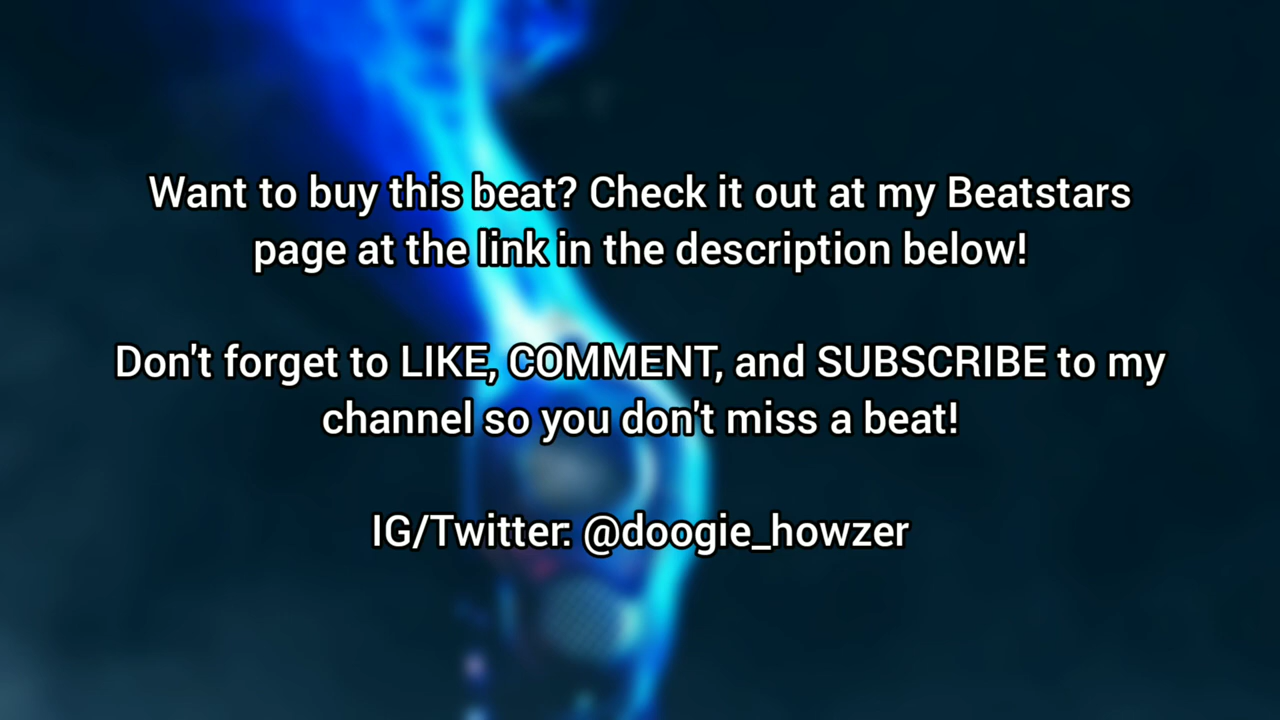 Want to buy this beat? Check it out at my Beatstars
page at the link in the description below!
Don't forget to LIKE, COMMENT, and SUBSCRIBE to my
channel so you don't miss a beat!
IG/Twitter: @doogie_howzer